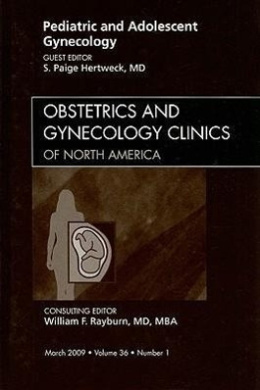 Pediatric and Adolescent
Gynecology
GUEST EDITOR
S. Paige Hertweck, MD
OBSTETRICS AND
GYNECOLOGY CLINICS
OF NORTH AMERICA
CONSULTING EDITOR
William F. Rayburn, MD, MBA
March 2009 • Volume 36 • Number 1